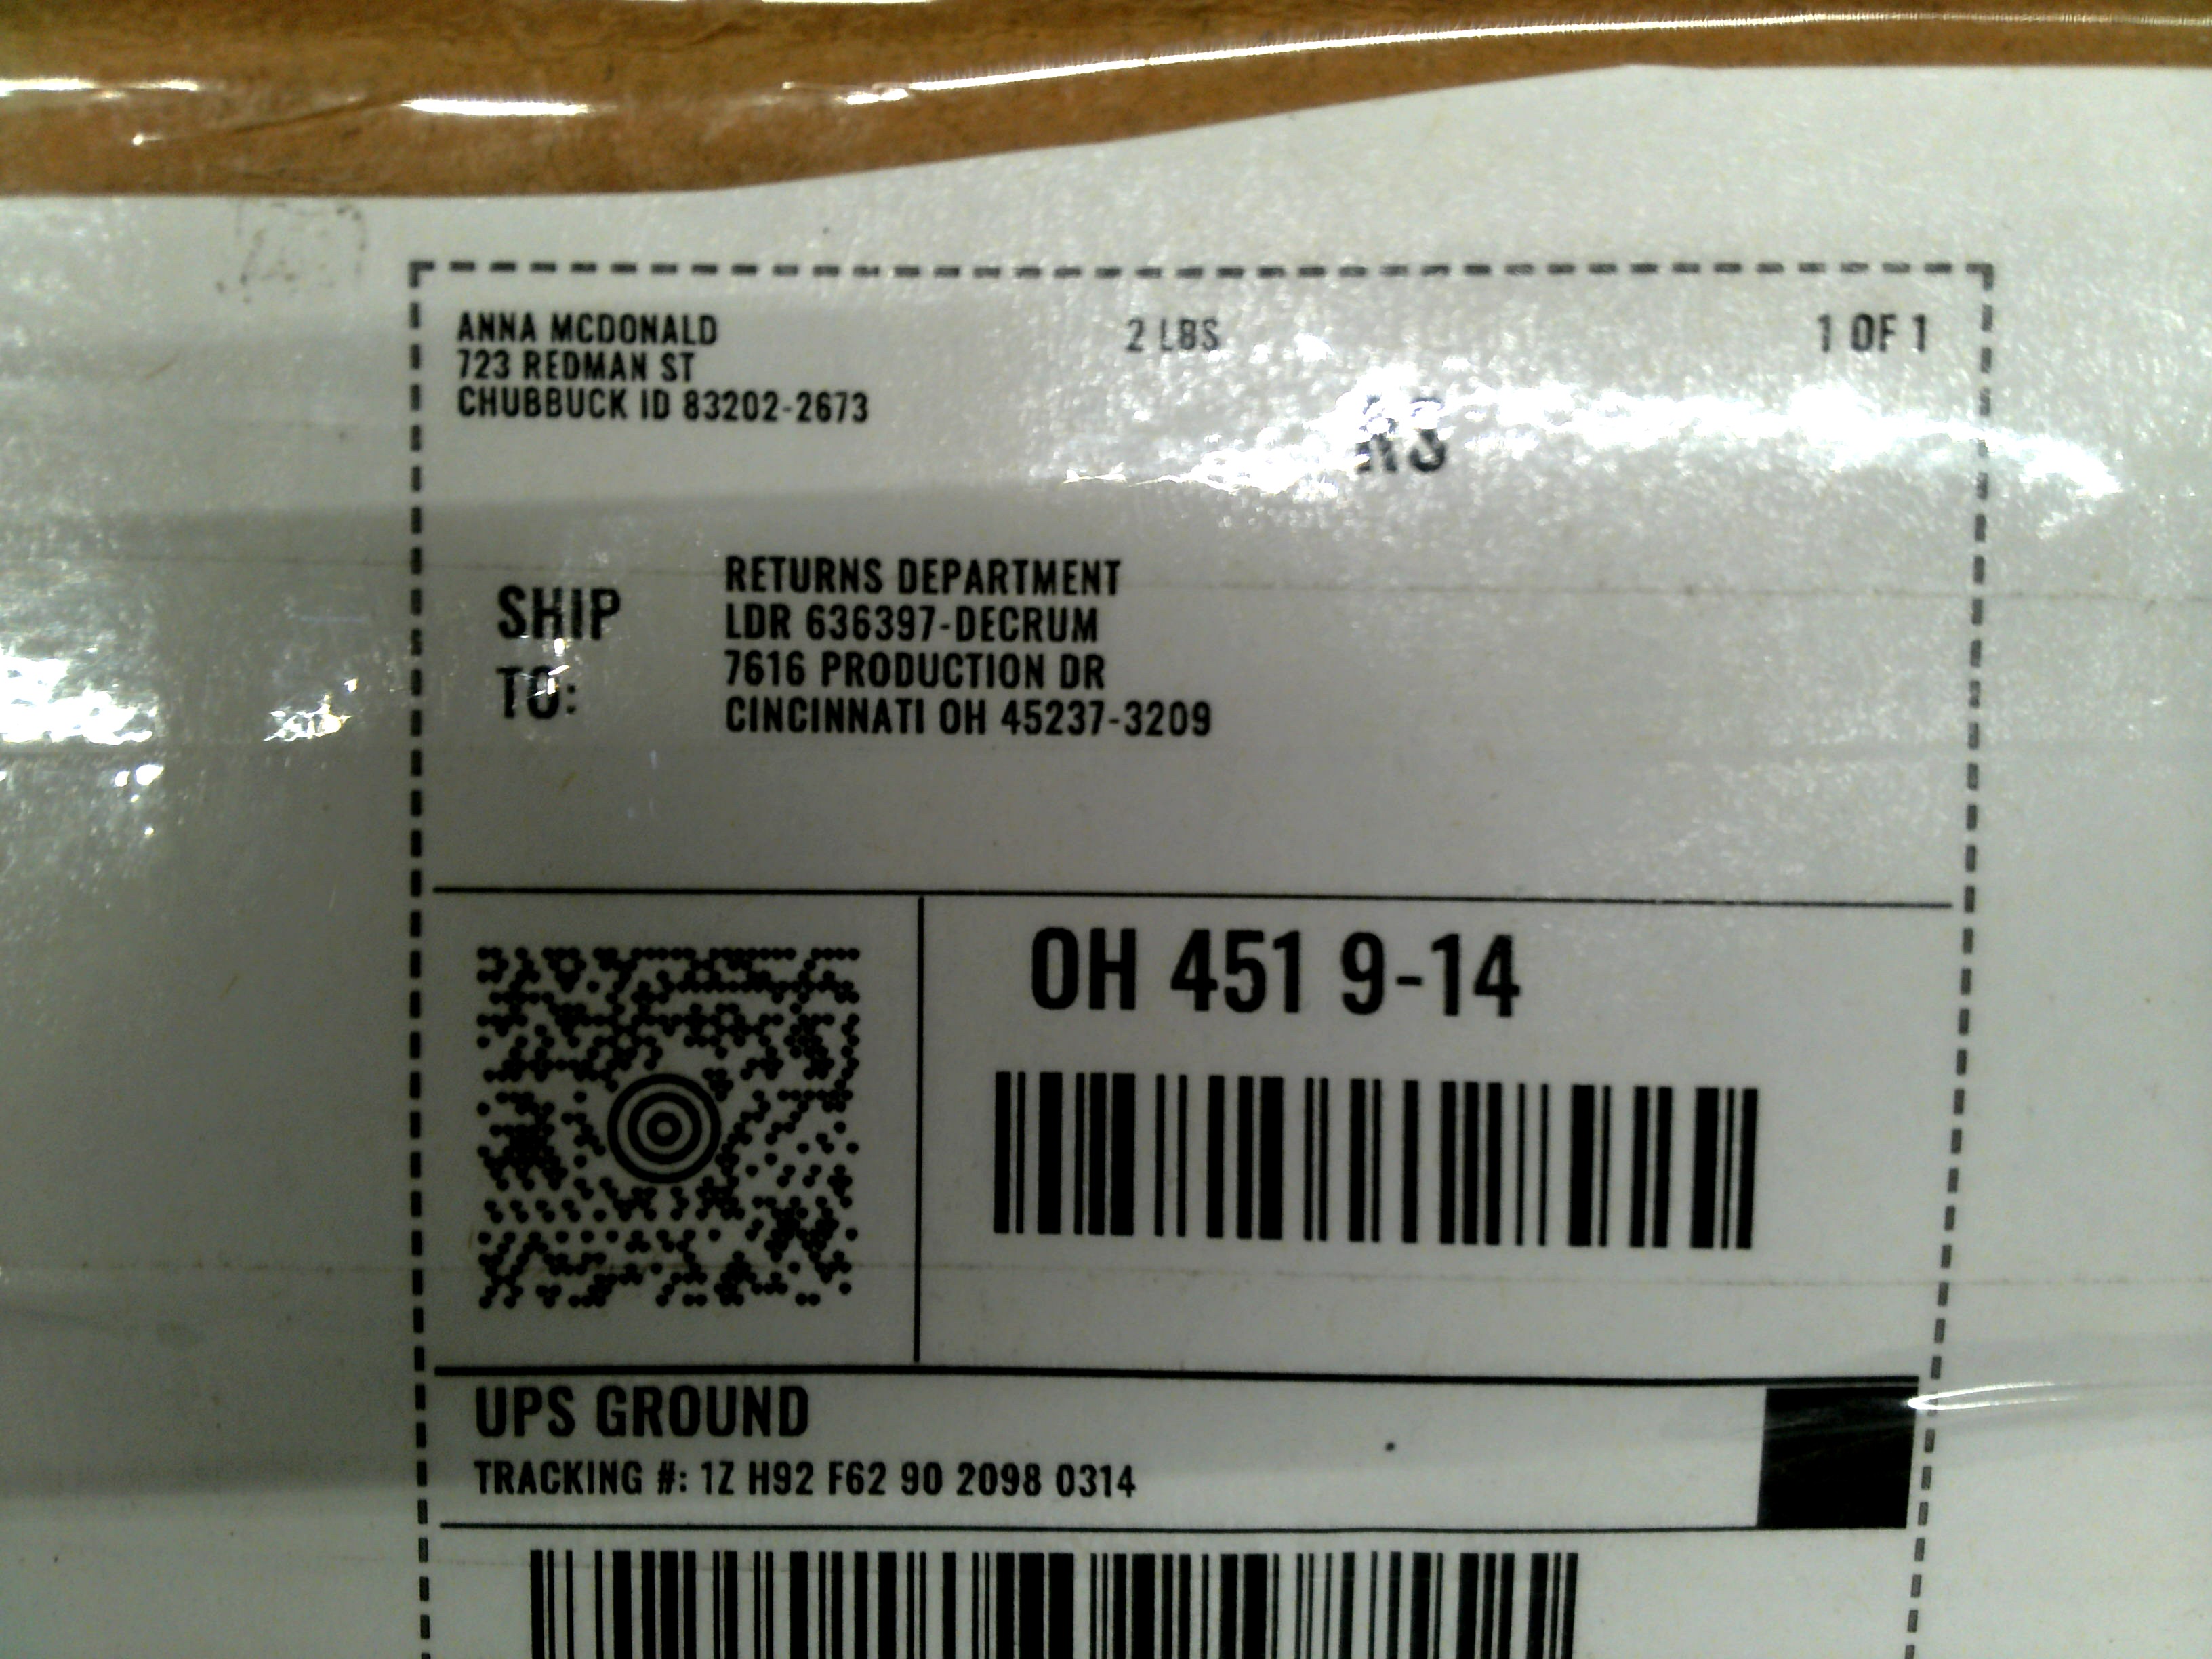 ANNA MCDONALD
723 REDMAN ST
CHUBBUCK ID 83202-2673
2 LBS
1 OF 1
RS
SHIP
TO:
RETURNS DEPARTMENT
LDR 636397-DECRUM
7616 PRODUCTION DR
CINCINNATI OH 45237-3209
OH 451 9-14
UPS GROUND
TRACKING #: 1Z H92 F62 90 2098 0314